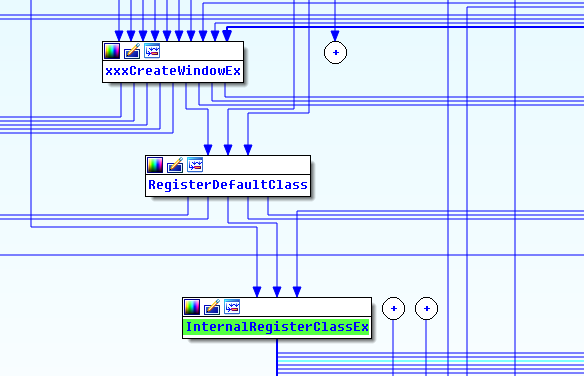 xxxCreateWindowEx
RegisterDefaultClass
InternalRegisterClassEx